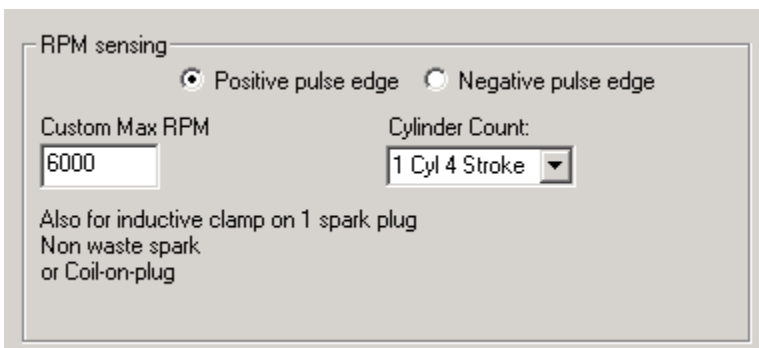 RPM sensing
Positive pulse edge Negative pulse edge
Custom Max RPM Cylinder Count:
6000 1 Cyl 4 Stroke
Also for inductive clamp on 1 spark plug
Non waste spark
or Coil-on-plug